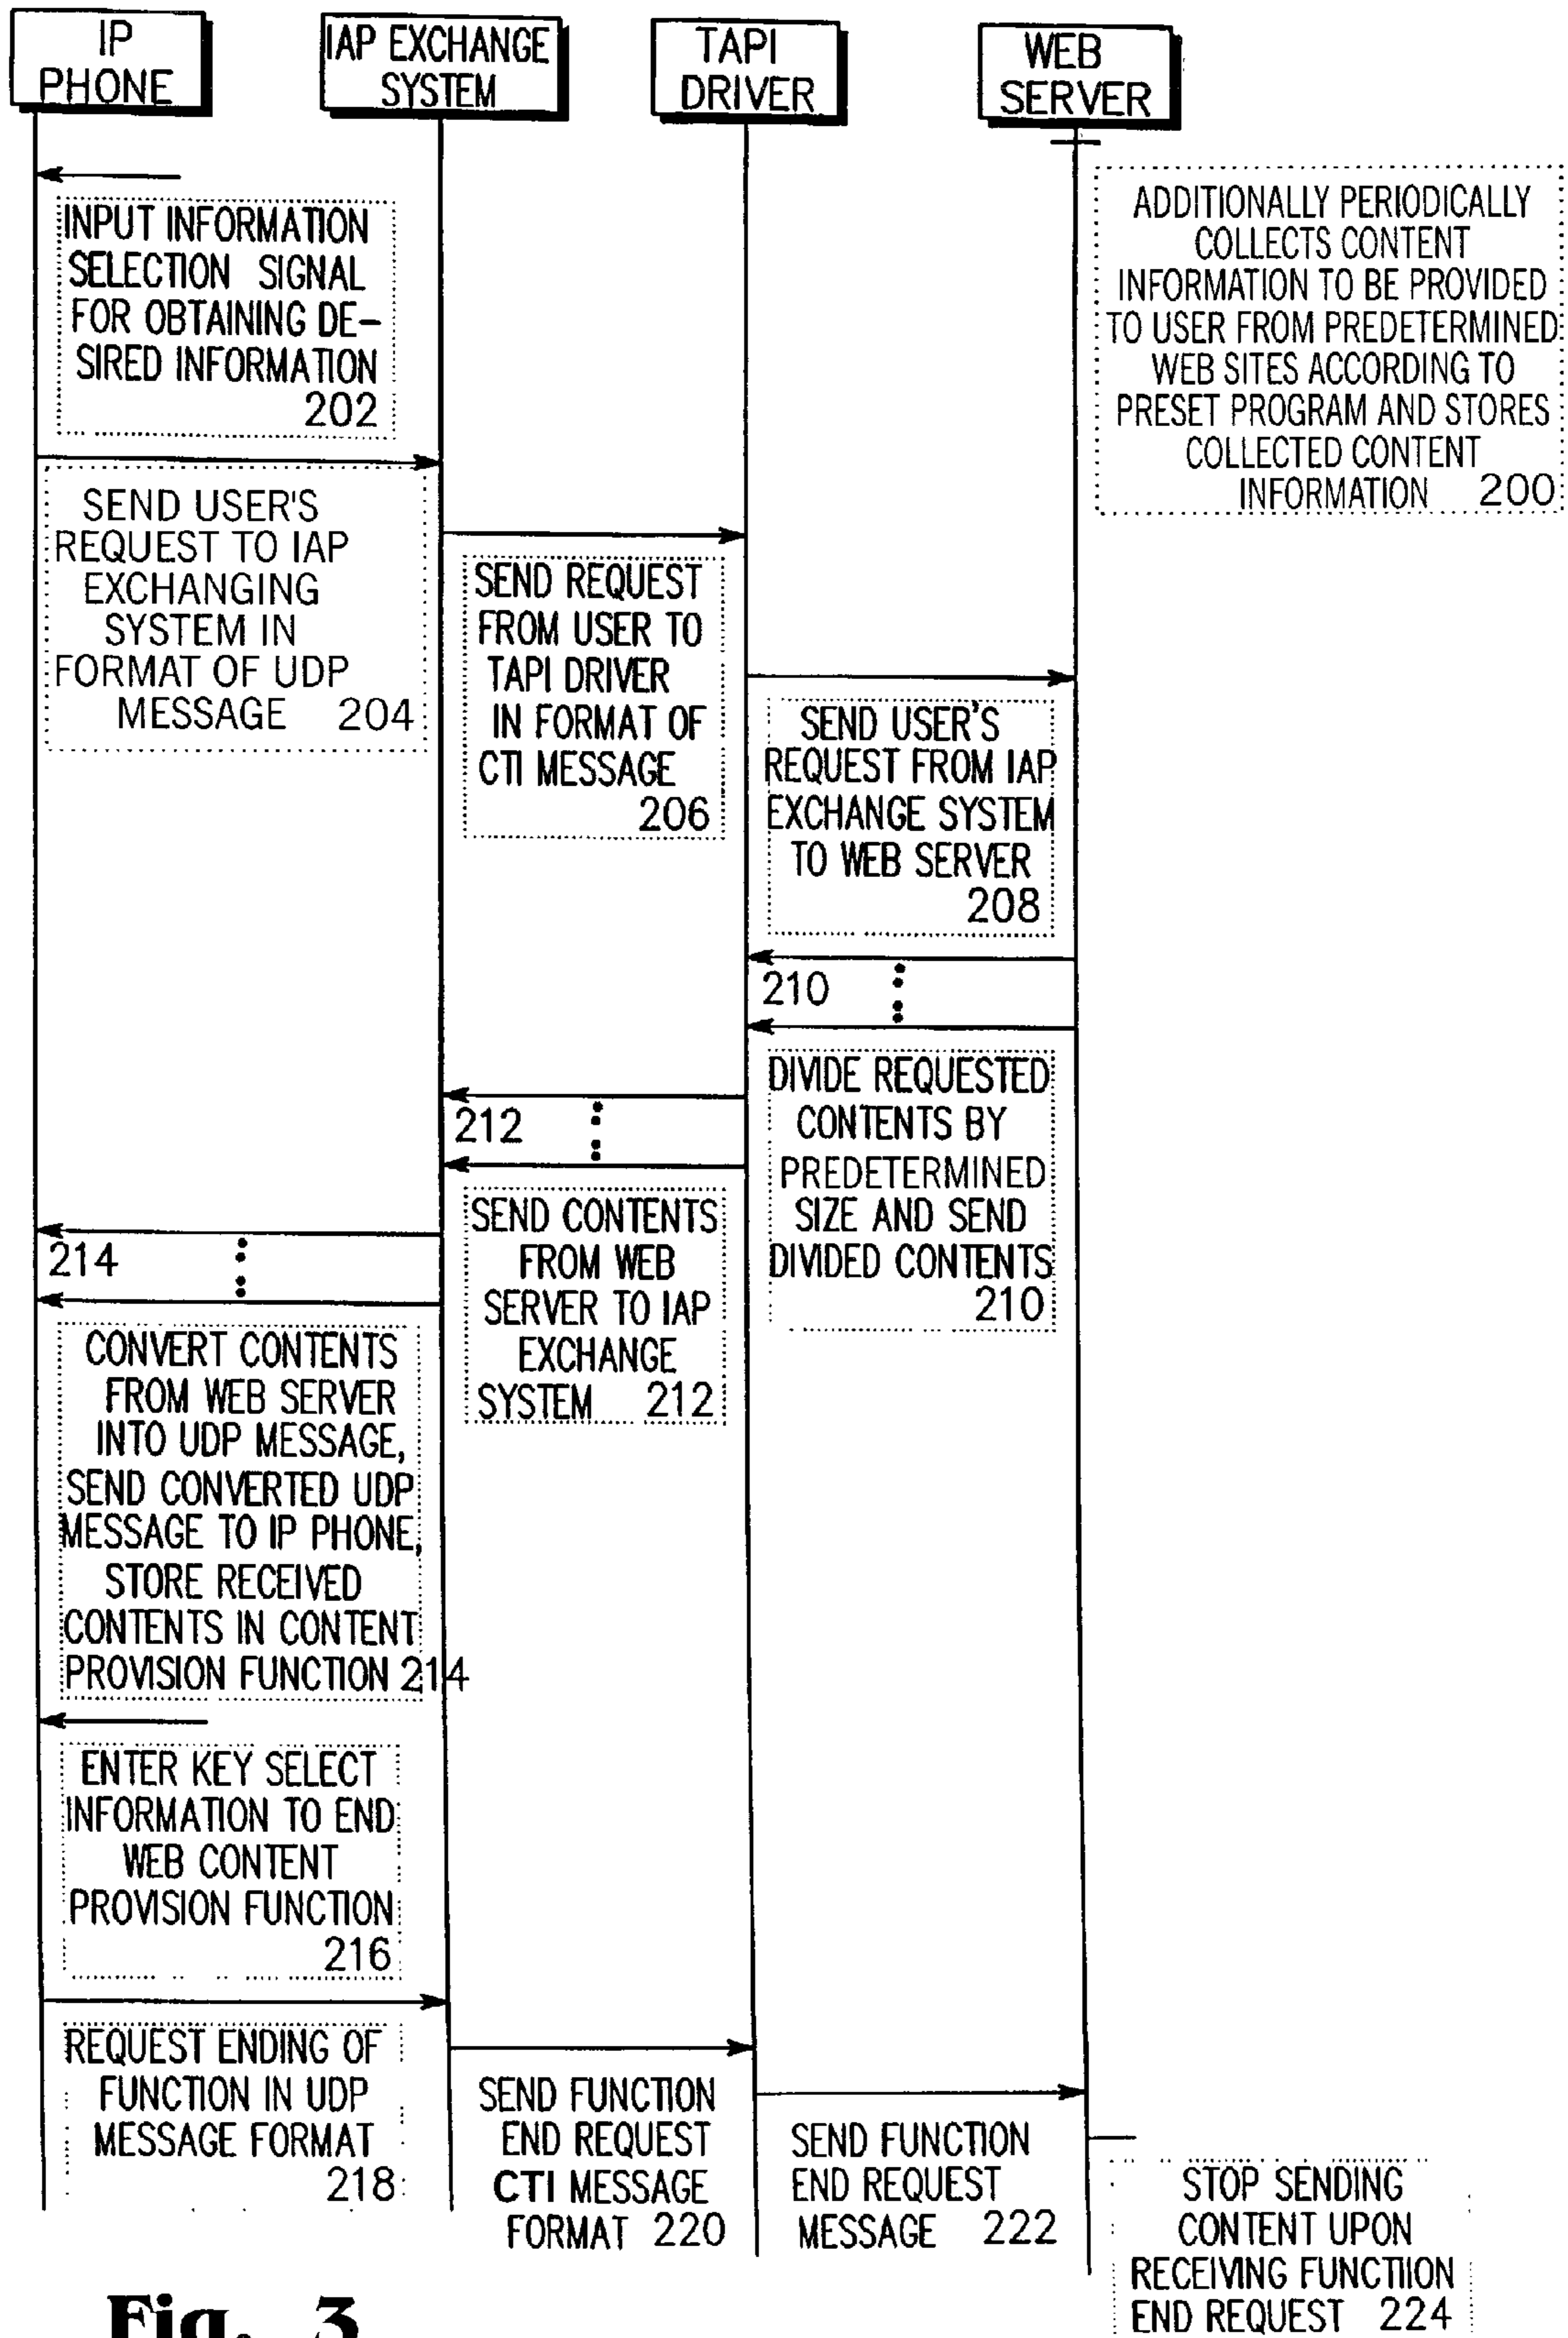 IP
PHONE
IAP EXCHANGE
SYSTEM
TAPI
DRIVER
WEB
SERVER
ADDITIONALLY PERIODICALLY
COLLECTS CONTENT
INFORMATION TO BE PROVIDED
TO USER FROM PREDETERMINED
WEB SITES ACCORDING TO
PRESET PROGRAM AND STORES
COLLECTED CONTENT
INFORMATION 200
INPUT INFORMATION
SELECTION SIGNAL
FOR OBTAINING DE-
SIRED INFORMATION
202
SEND USER'S
REQUEST TO IAP
EXCHANGING
SYSTEM IN
FORMAT OF UDP
MESSAGE 204
SEND REQUEST
FROM USER TO
TAPI DRIVER
IN FORMAT OF
CTI MESSAGE
206
SEND USER'S
REQUEST FROM IAP
EXCHANGE SYSTEM
TO WEB SERVER
208
210
DIVIDE REQUESTED
CONTENTS BY
PREDETERMINED
SIZE AND SEND
DIVIDED CONTENTS
210
212
SEND CONTENTS
FROM WEB
SERVER TO IAP
EXCHANGE
SYSTEM 212
214
CONVERT CONTENTS
FROM WEB SERVER
INTO UDP MESSAGE,
SEND CONVERTED UDP
MESSAGE TO IP PHONE,
STORE RECEIVED
CONTENTS IN CONTENT
PROVISION FUNCTION 214
ENTER KEY SELECT
INFORMATION TO END
WEB CONTENT
PROVISION FUNCTION
216
REQUEST ENDING OF
FUNCTION IN UDP
MESSAGE FORMAT
218
SEND FUNCTION
END REQUEST
CTI MESSAGE
FORMAT 220
SEND FUNCTION
END REQUEST
MESSAGE 222
STOP SENDING
CONTENT UPON
RECEIVING FUNCTIION
END REQUEST 224
Fig. 3